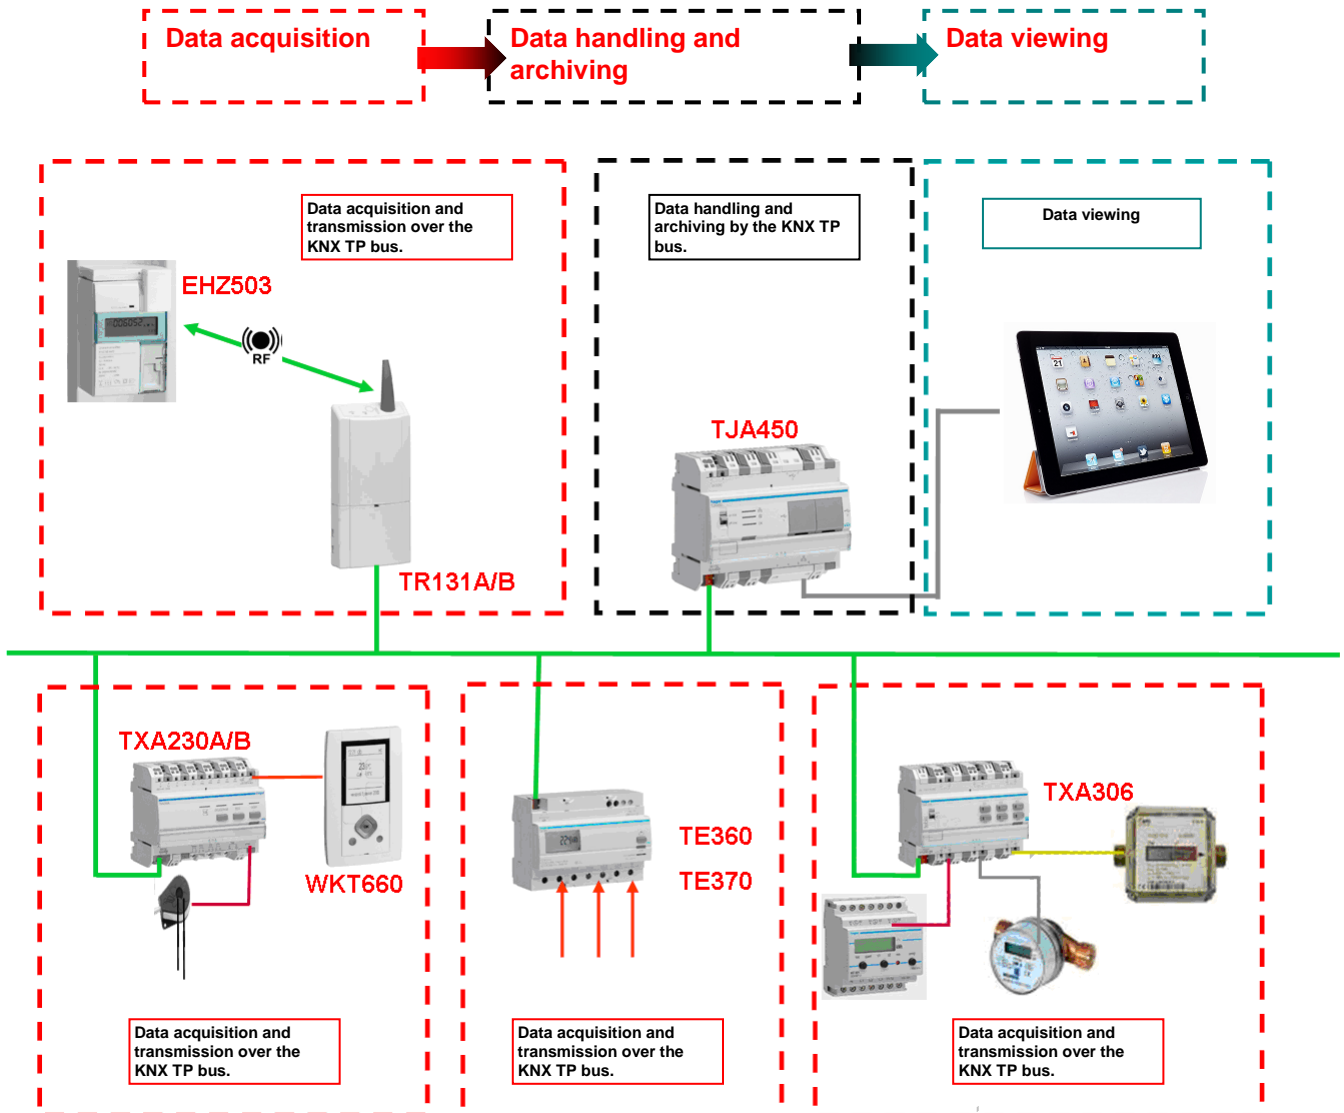 Data acquisition
Data handling and
archiving
Data viewing
Data acquisition and
transmission over the
KNX TP bus.
Data handling and
archiving by the KNX TP
bus.
Data viewing
EHZ503
RF
TJA450
TR131A/B
TXA230A/B
WKT660
TE360
TE370
TXA306
Data acquisition and
transmission over the
KNX TP bus.
Data acquisition and
transmission over the
KNX TP bus.
Data acquisition and
transmission over the
KNX TP bus.